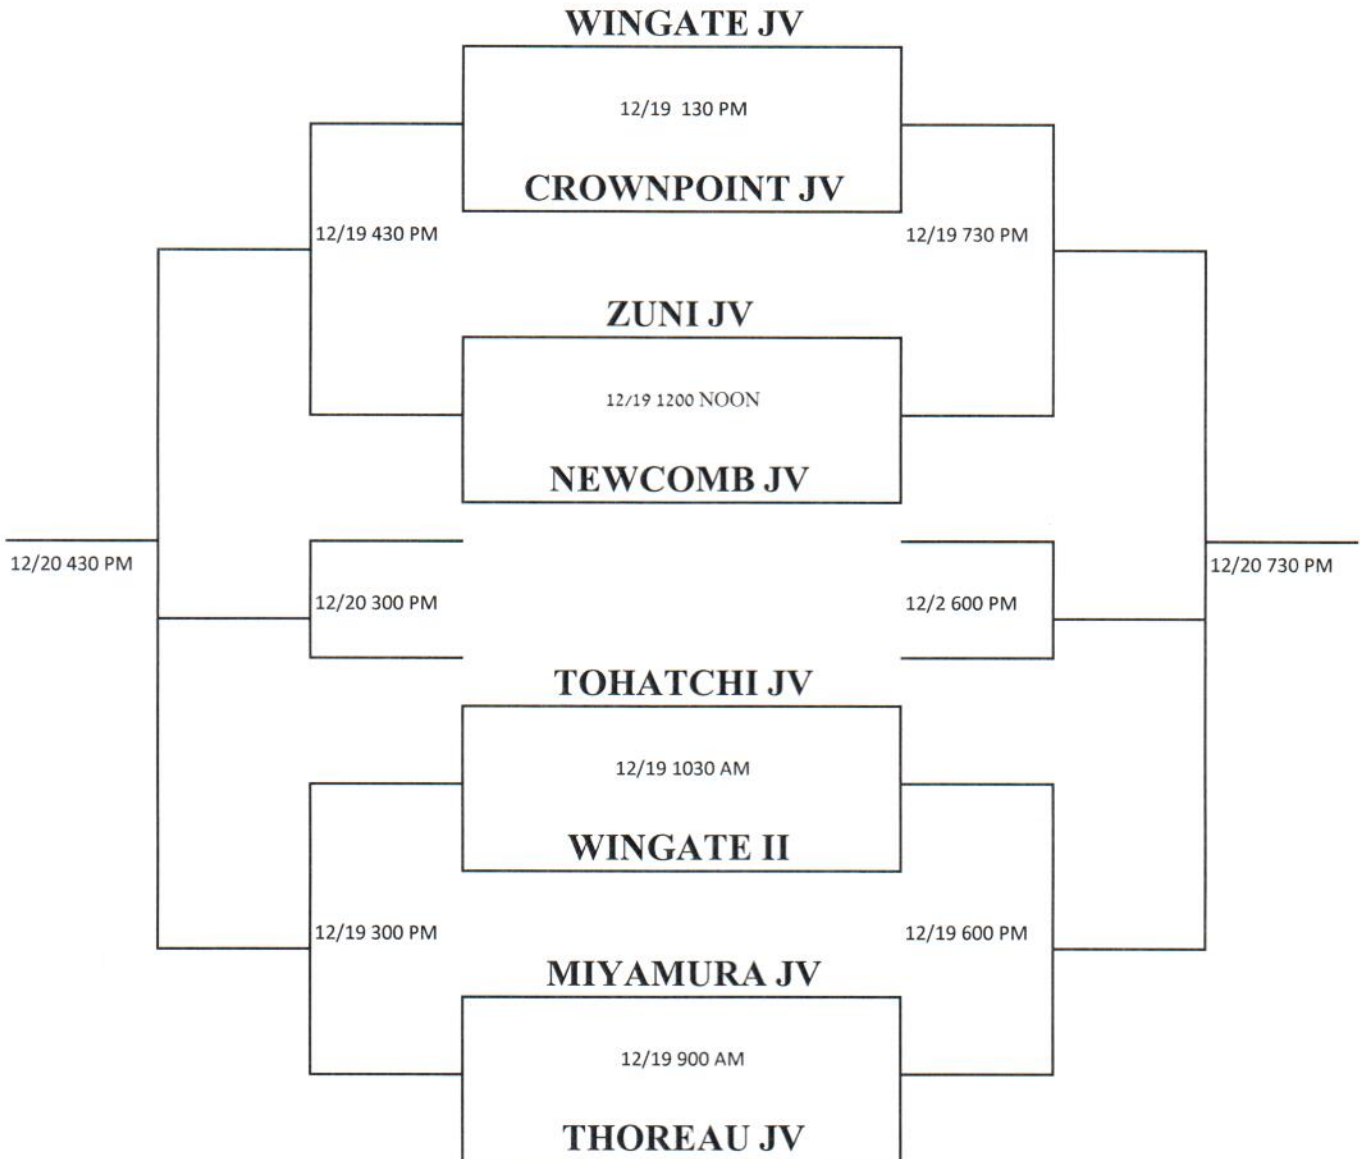 WINGATE JV
12/19 130 PM
CROWNPOINT JV
12/19 430 PM
12/19 730 PM
ZUNI JV
12/19 1200 NOON
NEWCOMB JV
12/20 430 PM
12/20 730 PM
12/20 300 PM
12/2 600 PM
TOHATCHI JV
12/19 1030 AM
WINGATE II
12/19 300 PM
12/19 600 PM
MIYAMURA JV
12/19 900 AM
THOREAU JV